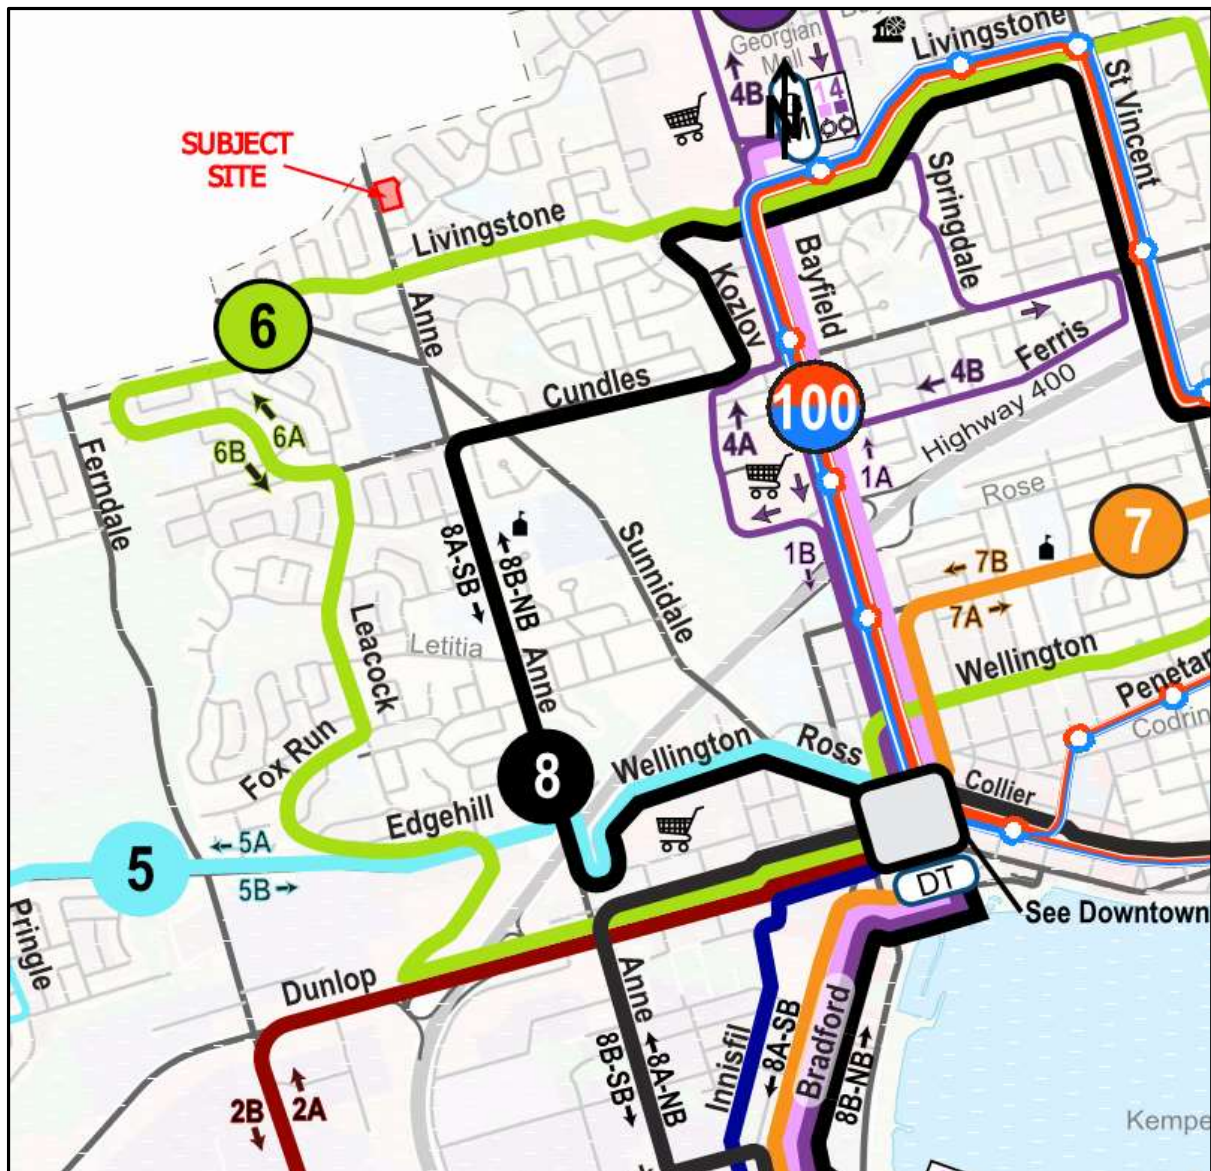 Georgian
Mall
Livingstone
4B
14
N
M
St Vincent
SUBJECT
SITE
Springdale
Livingstone
Bayfield
Kozlov
Anne
6
Ferris
4B
Cundles
100
Highway 400
4A
1A
6A
6B
Ferndale
Rose
7
8A-SB
8B-NB
Sunnidale
1B
7B
7A
Leacock
Letitia
Anne
Wellington
Penetan
Codrin
Fox Run
Wellington
Ross
8
Collier
Edgehill
5A
5
5B
DT
See Downtown
Pringle
Dunlop
Anne
8B-SB
8A-NB
Innisfil
8A-SB
Bradford
8B-NB
2B
2A
Kempe